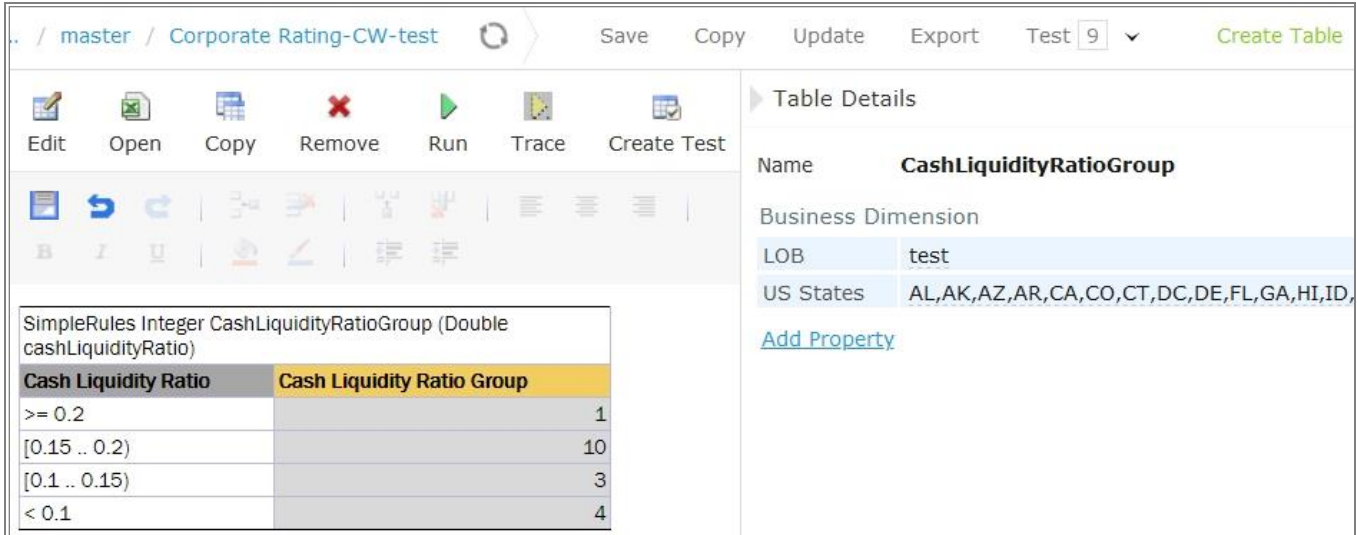 .. / master / Corporate Rating-CW-test Save Copy Update Export Test 9 Create Table
Edit Open Copy Remove Run Trace Create Test
B I U
SimpleRules Integer CashLiquidityRatioGroup (Double
cashLiquidityRatio)
Cash Liquidity Ratio Cash Liquidity Ratio Group
>= 0.2 1
[0.15 .. 0.2) 10
[0.1 .. 0.15) 3
< 0.1 4
Table Details
Name CashLiquidityRatioGroup
Business Dimension
LOB test
US States AL,AK,AZ,AR,CA,CO,CT,DC,DE,FL,GA,HI,ID,
Add Property